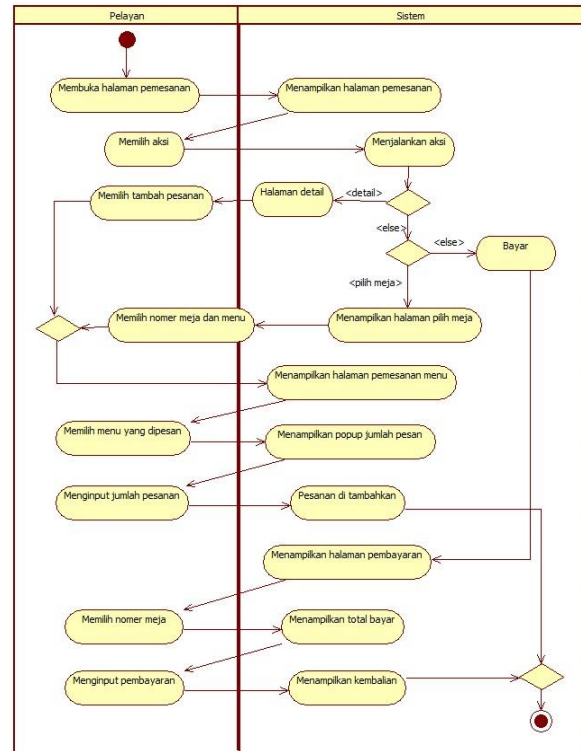 Pelayan
Sistem
Membuka halaman pemesanan
Menampilkan halaman pemesanan
Memilih aksi
Menjalankan aksi
Memilih tambah pesanan
Halaman detail
<detail>
<else>
<else>
Bayar
<pilih meja>
Memilih nomer meja dan menu
Menampilkan halaman pilih meja
Menampilkan halaman pemesanan menu
Memilih menu yang dipesan
Menampilkan popup jumlah pesan
Menginput jumlah pesanan
Pesanan di tambahkan
Menampilkan halaman pembayaran
Memilih nomer meja
Menampilkan total bayar
Menginput pembayaran
Menampilkan kembalian